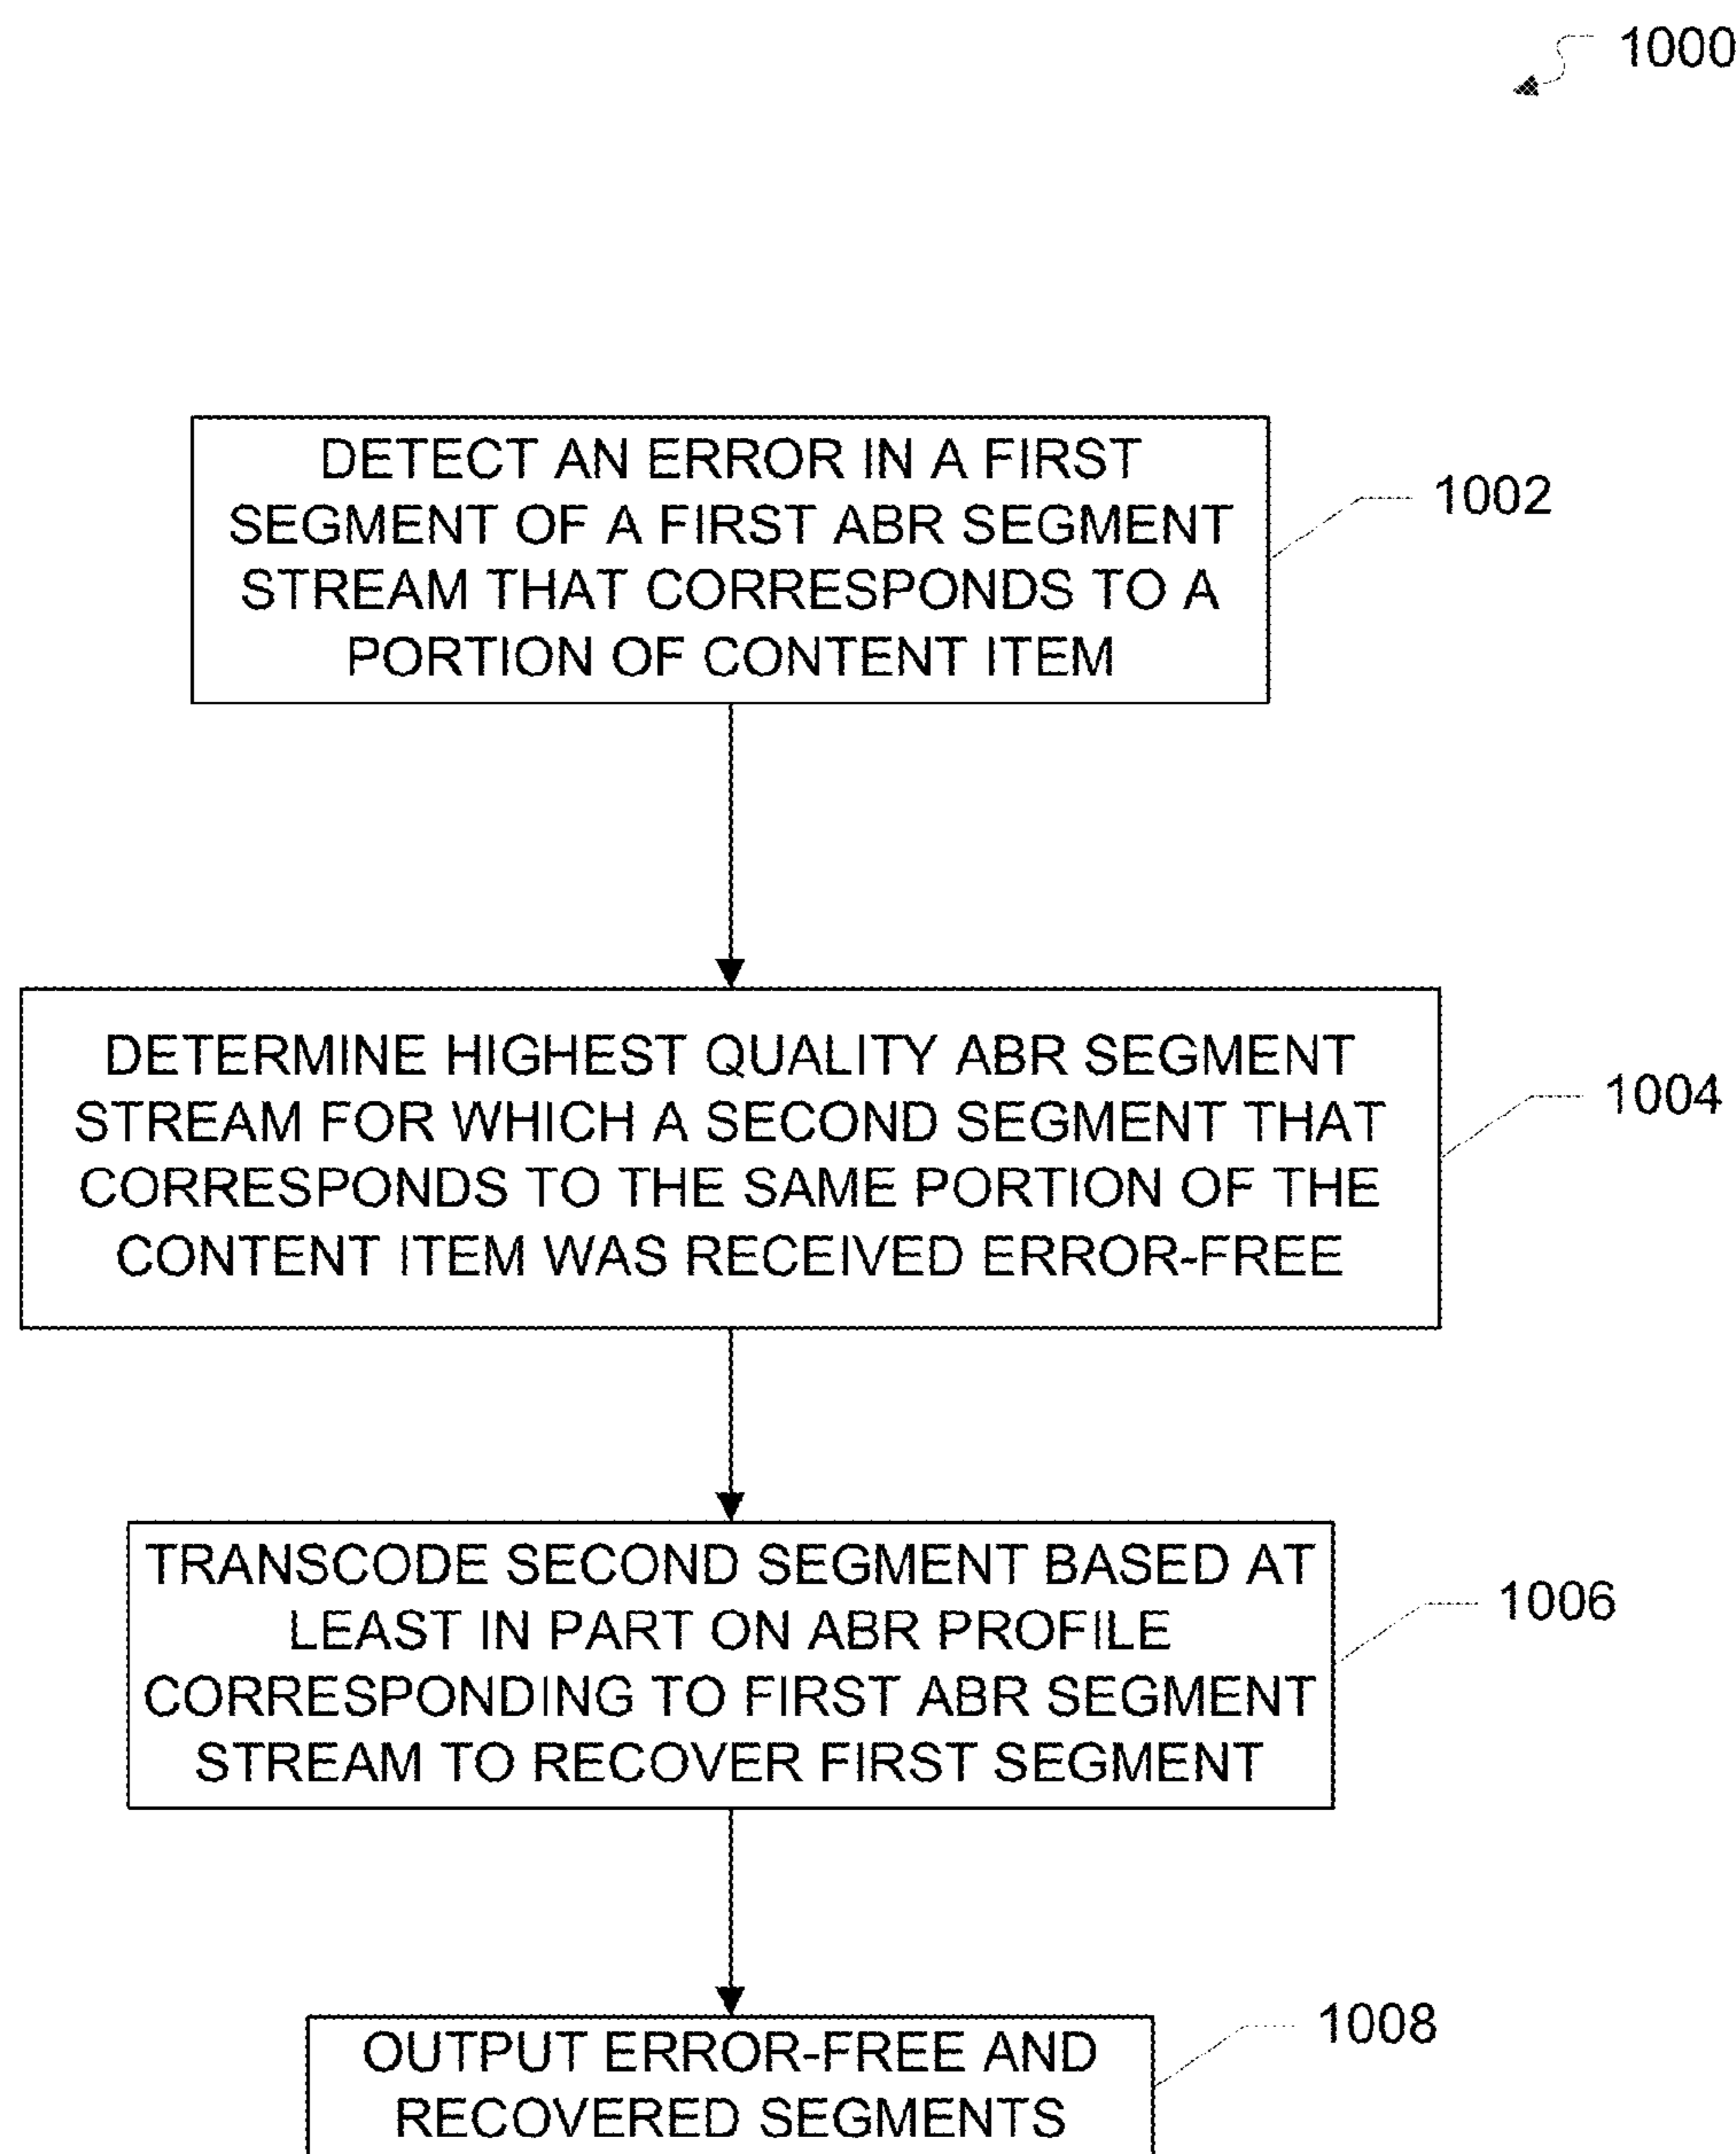 1000
DETECT AN ERROR IN A FIRST
SEGMENT OF A FIRST ABR SEGMENT
STREAM THAT CORRESPONDS TO A
PORTION OF CONTENT ITEM
1002
DETERMINE HIGHEST QUALITY ABR SEGMENT
STREAM FOR WHICH A SECOND SEGMENT THAT
CORRESPONDS TO THE SAME PORTION OF THE
CONTENT ITEM WAS RECEIVED ERROR-FREE
1004
TRANSCODE SECOND SEGMENT BASED AT
LEAST IN PART ON ABR PROFILE
CORRESPONDING TO FIRST ABR SEGMENT
STREAM TO RECOVER FIRST SEGMENT
1006
OUTPUT ERROR-FREE AND
RECOVERED SEGMENTS
1008